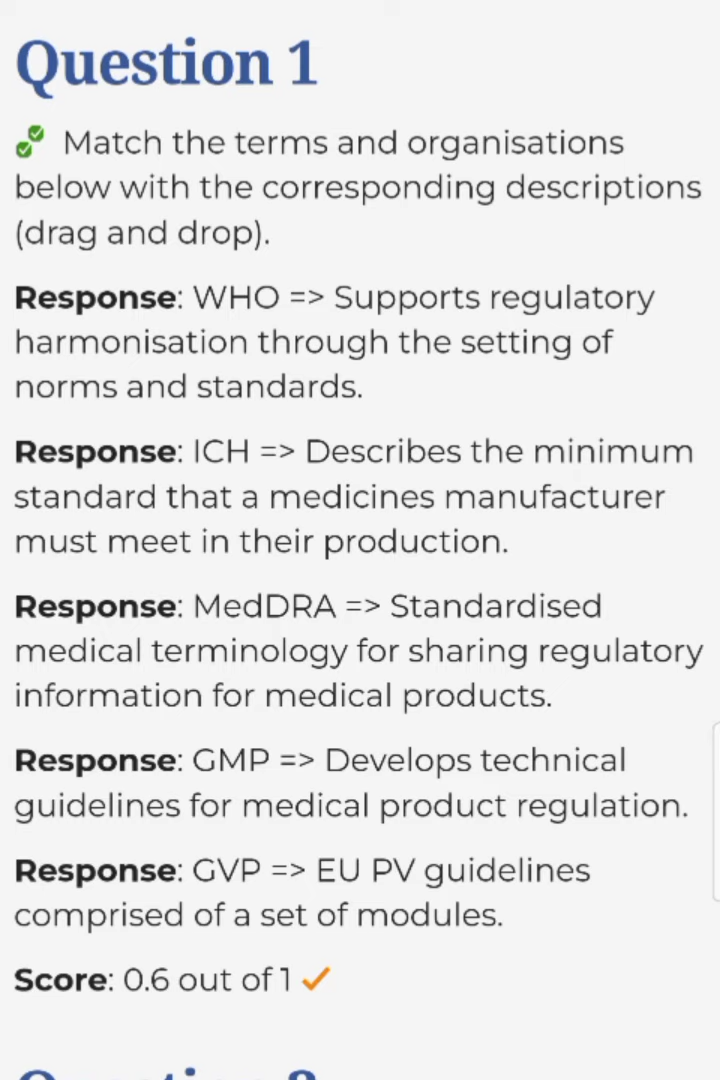 Question 1
Match the terms and organisations
below with the corresponding descriptions
(drag and drop).
Response: WHO => Supports regulatory
harmonisation through the setting of
norms and standards.
Response: ICH => Describes the minimum
standard that a medicines manufacturer
must meet in their production.
Response: MedDRA => Standardised
medical terminology for sharing regulatory
information for medical products.
Response: GMP => Develops technical
guidelines for medical product regulation.
Response: GVP => EU PV guidelines
comprised of a set of modules.
Score: 0.6 out of 1